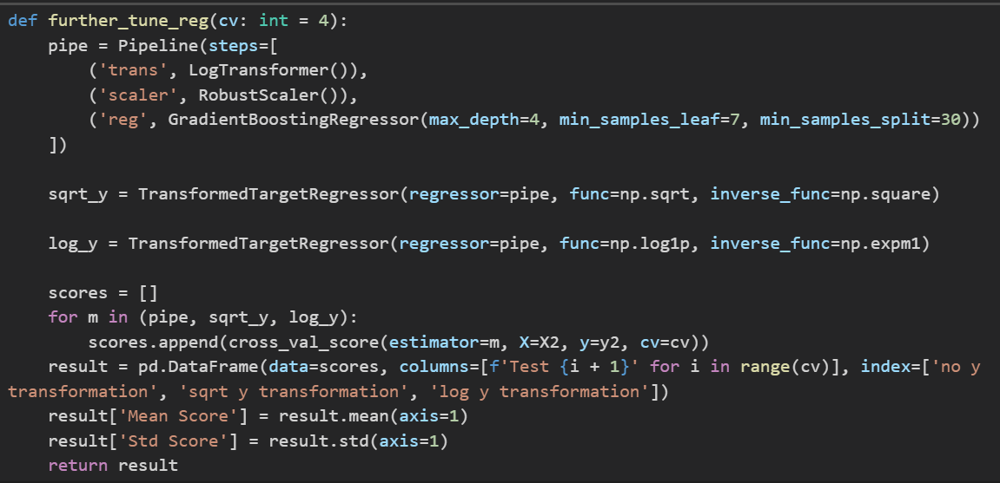 def further_tune_reg(cv: int = 4):
    pipe = Pipeline(steps=[
        ('trans', LogTransformer()),
        ('scaler', RobustScaler()),
        ('reg', GradientBoostingRegressor(max_depth=4, min_samples_leaf=7, min_samples_split=30))
    ])

    sqrt_y = TransformedTargetRegressor(regressor=pipe, func=np.sqrt, inverse_func=np.square)

    log_y = TransformedTargetRegressor(regressor=pipe, func=np.log1p, inverse_func=np.expm1)

    scores = []
    for m in (pipe, sqrt_y, log_y):
        scores.append(cross_val_score(estimator=m, X=X2, y=y2, cv=cv))
    result = pd.DataFrame(data=scores, columns=[f'Test {i + 1}' for i in range(cv)], index=['no y
transformation', 'sqrt y transformation', 'log y transformation'])
    result['Mean Score'] = result.mean(axis=1)
    result['Std Score'] = result.std(axis=1)
    return result